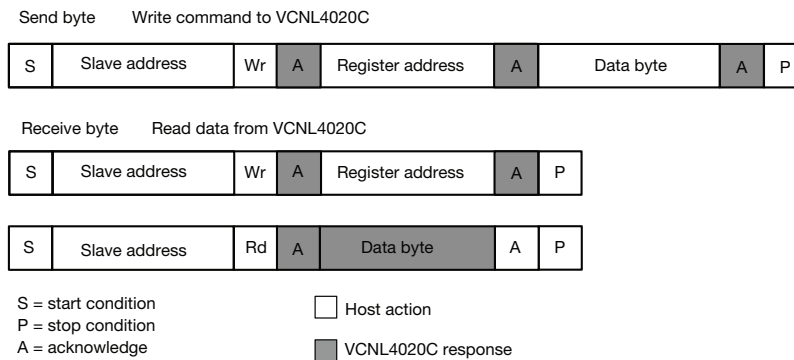 Send byte Write command to VCNL4020C
S Slave address Wr A Register address A Data byte A P
Receive byte Read data from VCNL4020C
S Slave address Wr A Register address A P
S Slave address Rd A Data byte A P
S = start condition
P = stop condition
A = acknowledge
Host action
VCNL4020C response